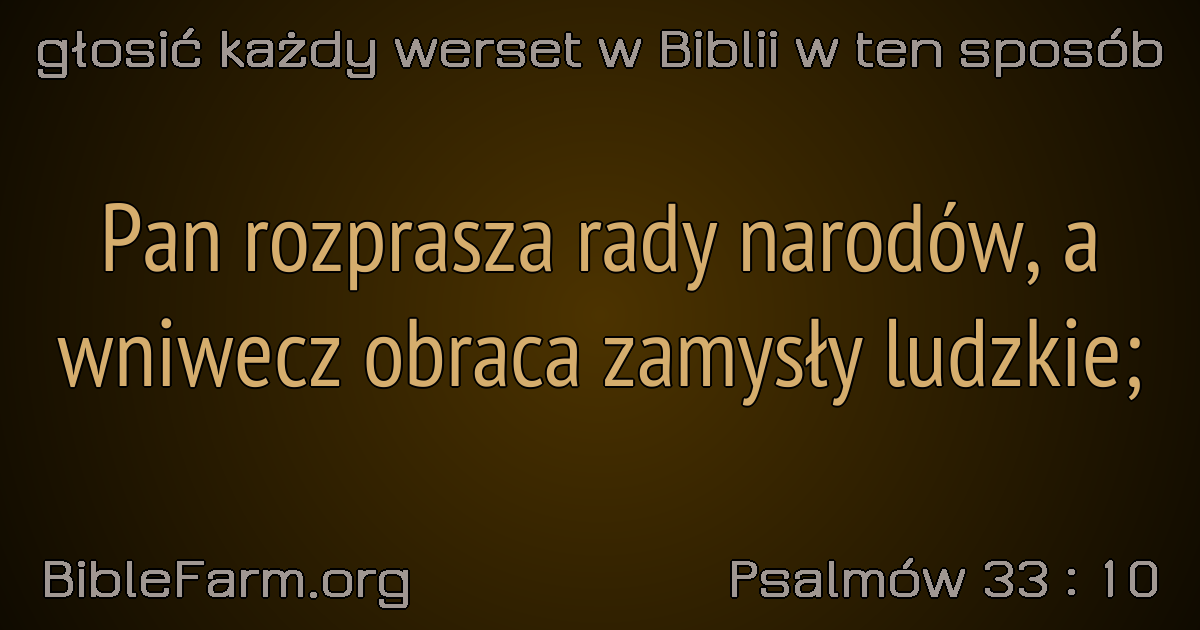 głosić każdy werset w Biblii w ten sposób
Pan rozprasza rady narodów, a
wniwecz obraca zamysły ludzkie;
BibleFarm.org
Psalmów 33 : 10